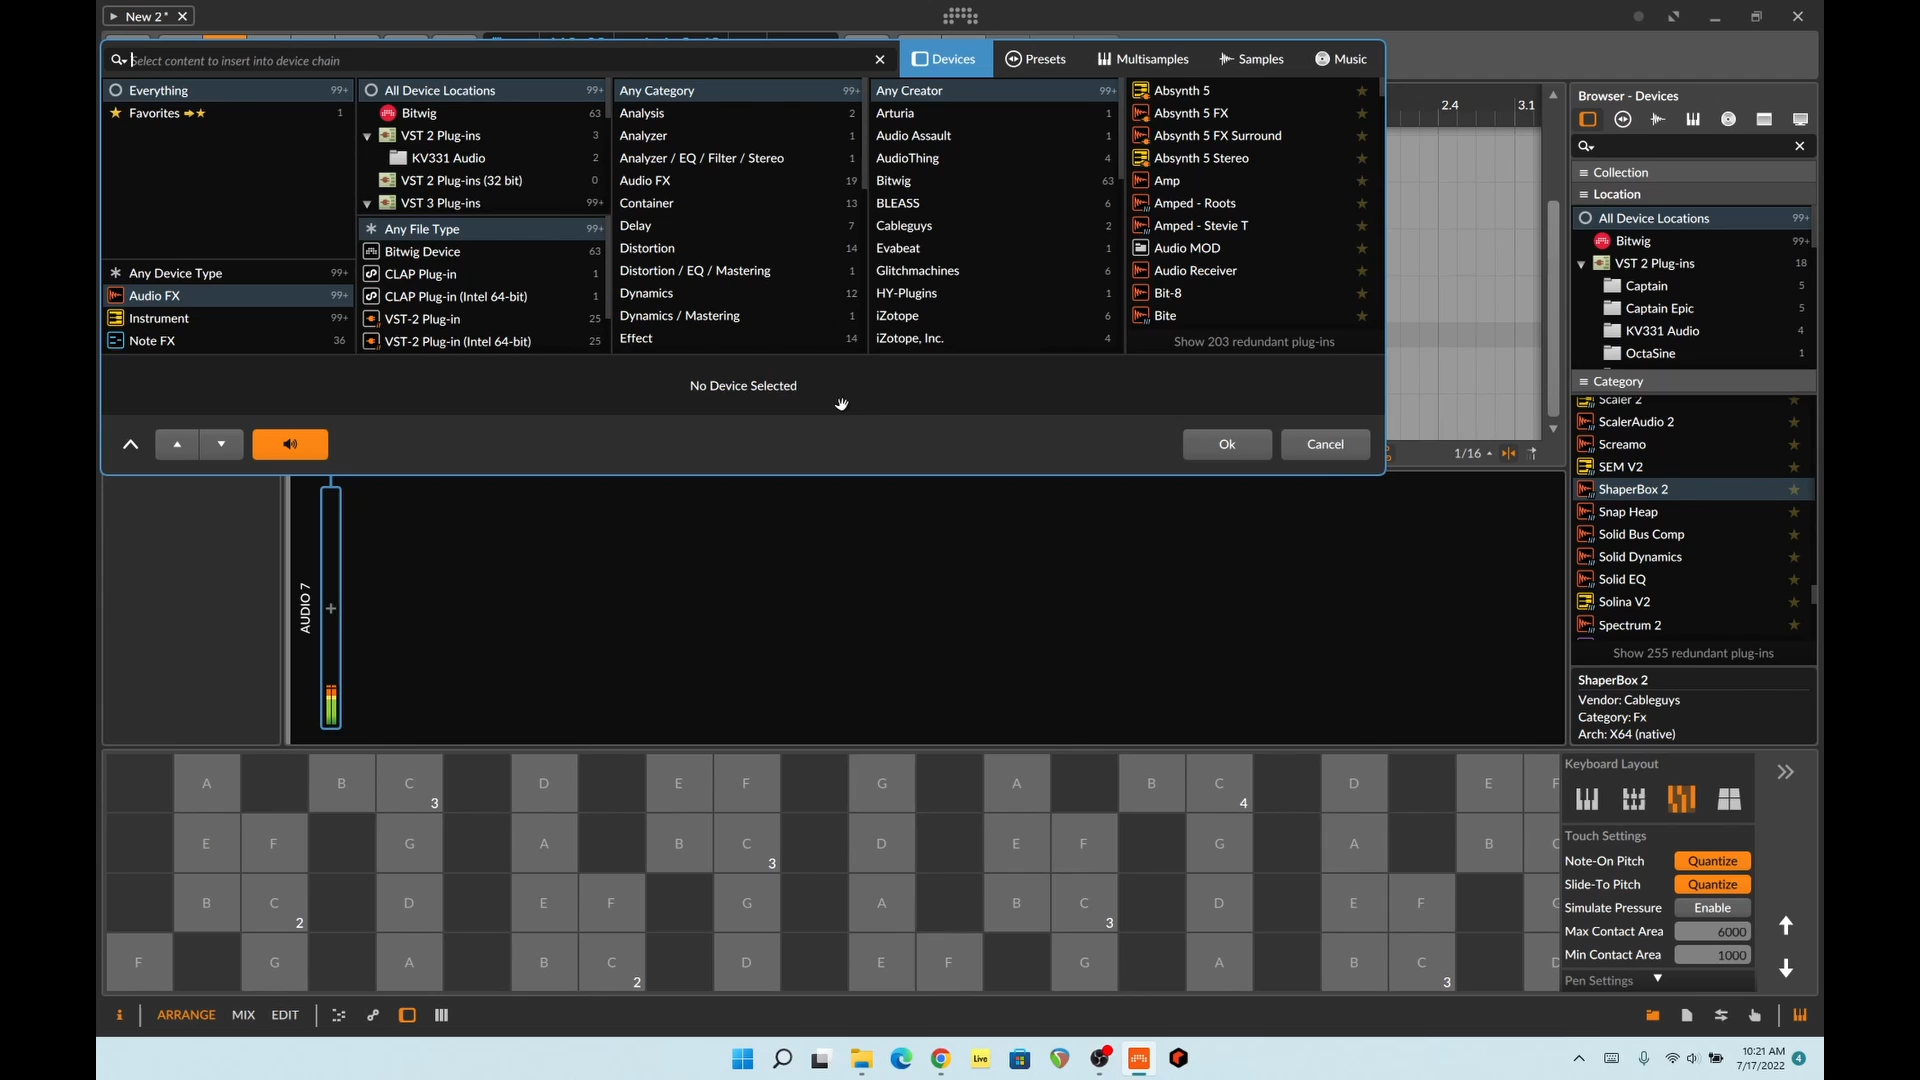 New 2*
Select content to insert into device chain
Devices
Presets
Multisamples
Samples
Music
Everything 99+
Favorites 1
Any Device Type 99+
Audio FX 99+
Instrument 99+
Note FX 36
All Device Locations 99+
Bitwig 63
VST 2 Plug-ins 3
KV331 Audio 2
VST 2 Plug-ins (32 bit) 0
VST 3 Plug-ins 99+
Any File Type 99+
Bitwig Device 63
CLAP Plug-in 1
CLAP Plug-in (Intel 64-bit) 1
VST-2 Plug-in 25
VST-2 Plug-in (Intel 64-bit) 25
Any Category 99+
Analysis 2
Analyzer 1
Analyzer / EQ / Filter / Stereo 1
Audio FX 19
Container 13
Delay 7
Distortion 14
Distortion / EQ / Mastering 1
Dynamics 12
Dynamics / Mastering 1
Effect 14
Any Creator 99+
Arturia 1
Audio Assault 1
AudioThing 4
Bitwig 63
BLEASS 6
Cableguys 2
Evabeat 1
Glitchmachines 6
HY-Plugins 1
iZotope 6
iZotope, Inc. 4
Absynth 5
Absynth 5 FX
Absynth 5 FX Surround
Absynth 5 Stereo
Amp
Amped - Roots
Amped - Stevie T
Audio MOD
Audio Receiver
Bit-8
Bite
Show 203 redundant plug-ins
No Device Selected
Ok
Cancel
2.4
3.1
1/16
Browser - Devices
Collection
Location
All Device Locations 99+
Bitwig 99+
VST 2 Plug-ins 18
Captain 5
Captain Epic 5
KV331 Audio 4
OctaSine 1
Category
Scaler 2
ScalerAudio 2
Screamo
SEM V2
ShaperBox 2
Snap Heap
Solid Bus Comp
Solid Dynamics
Solid EQ
Solina V2
Spectrum 2
Show 255 redundant plug-ins
ShaperBox 2
Vendor: Cableguys
Category: Fx
Arch: X64 (native)
AUDIO 7
A B C 3 D E F G A B C 4 D E F
E F G A B C 3 D E F G A B C
B C 2 D E F G A B C 3 D E F G
F G A B C 2 D E F G A B C 3 D
Keyboard Layout
Touch Settings
Note-On Pitch Quantize
Slide-To Pitch Quantize
Simulate Pressure Enable
Max Contact Area 6000
Min Contact Area 1000
Pen Settings
i
ARRANGE
MIX
EDIT
Live
10:21 AM
7/17/2022
4